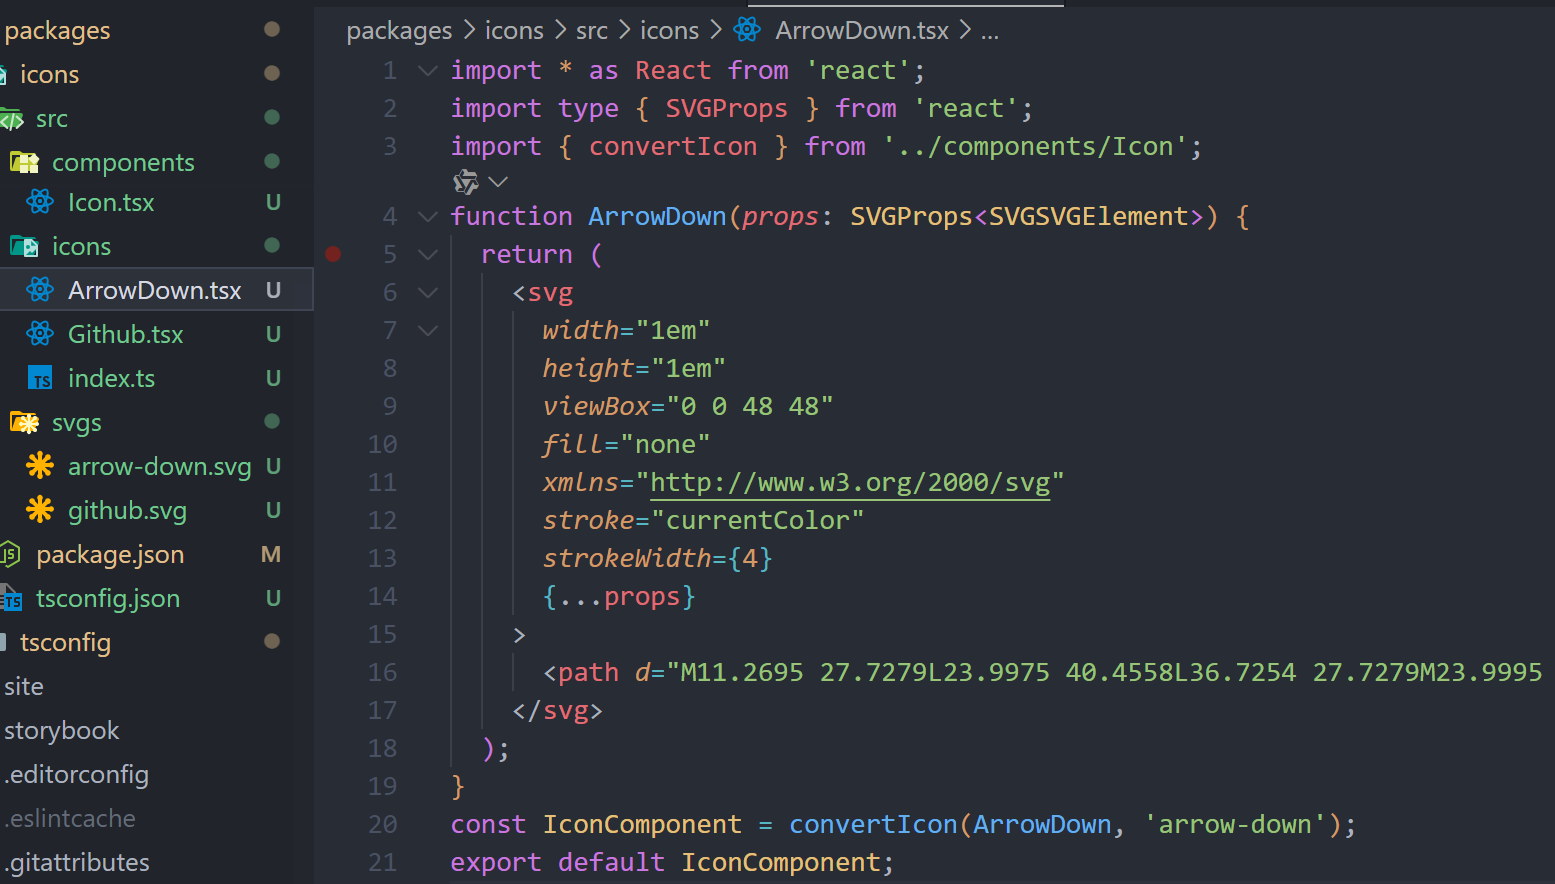 packages
icons
src
components
Icon.tsx U
icons
ArrowDown.tsx U
Github.tsx U
TS index.ts U
svgs
arrow-down.svg U
github.svg U
JS package.json M
TS tsconfig.json U
tsconfig
site
storybook
.editorconfig
.eslintcache
.gitattributes
packages > icons > src > icons > ArrowDown.tsx > ...
1 import * as React from 'react';
2 import type { SVGProps } from 'react';
3 import { convertIcon } from '../components/Icon';
4 function ArrowDown(props: SVGProps<SVGSVGElement>) {
5 return (
6 <svg
7 width="1em"
8 height="1em"
9 viewBox="0 0 48 48"
10 fill="none"
11 xmlns="http://www.w3.org/2000/svg"
12 stroke="currentColor"
13 strokeWidth={4}
14 {...props}
15 >
16 <path d="M11.2695 27.7279L23.9975 40.4558L36.7254 27.7279M23.9995
17 </svg>
18 );
19 }
20 const IconComponent = convertIcon(ArrowDown, 'arrow-down');
21 export default IconComponent;